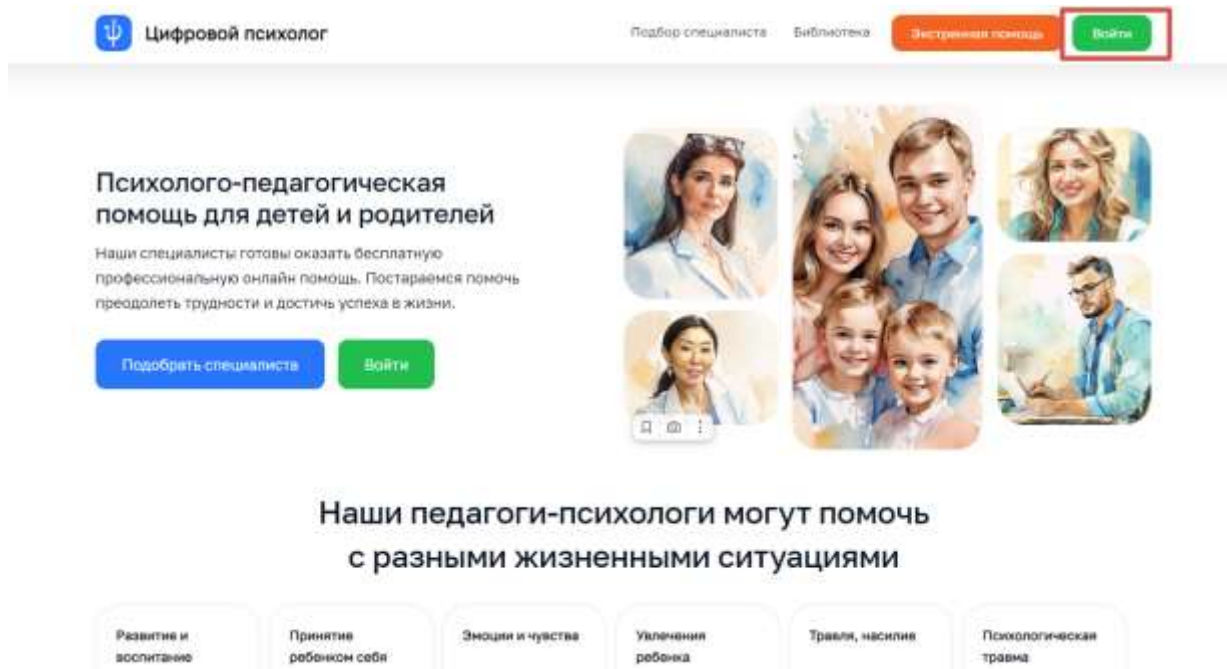 Цифровой психолог
Подбор специалиста Библиотека Экстренная помощь Войти
Психолого-педагогическая
помощь для детей и родителей
Наши специалисты готовы оказать бесплатную
профессиональную онлайн помощь. Постараемся помочь
преодолеть трудности и достичь успеха в жизни.
Подобрать специалиста Войти
Наши педагоги-психологи могут помочь
с разными жизненными ситуациями
Развитие и
воспитание
Принятие
ребенком себя
Эмоции и чувства
Увлечения
ребенка
Травля, насилие
Психологическая
травма